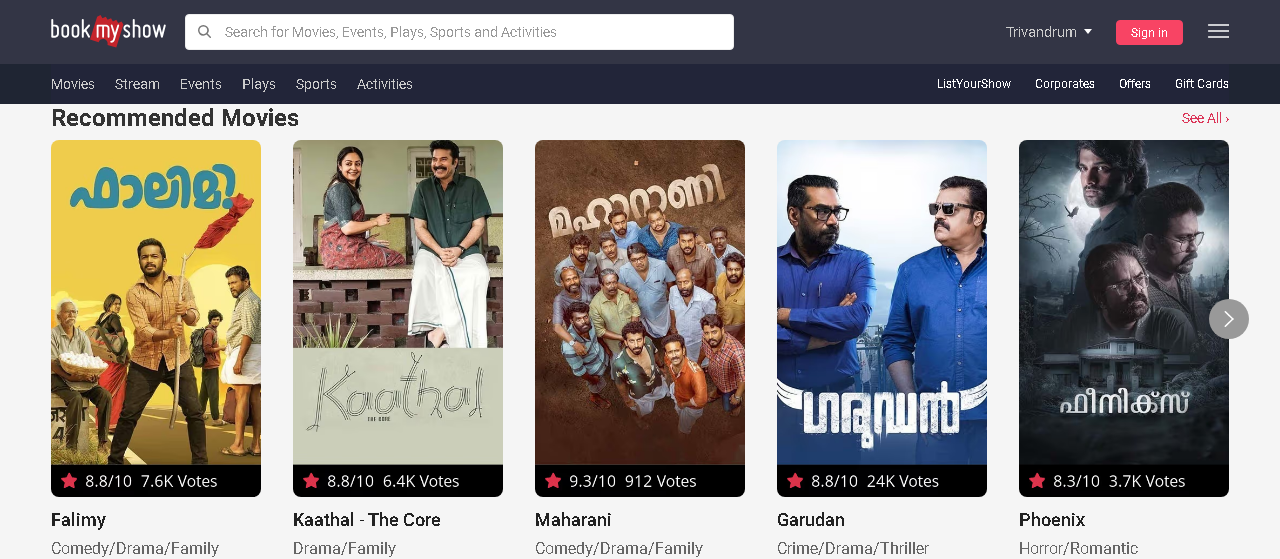 bookmyshow
Search for Movies, Events, Plays, Sports and Activities
Trivandrum
Sign in
Movies Stream Events Plays Sports Activities
ListYourShow Corporates Offers Gift Cards
Recommended Movies
See All ›
ഫാലിമി
Kaathal
THE CORE
മഹാറാണി
ഗരുഡൻ
ഫീനിക്സ്
8.8/10 7.6K Votes
8.8/10 6.4K Votes
9.3/10 912 Votes
8.8/10 24K Votes
8.3/10 3.7K Votes
Falimy
Kaathal - The Core
Maharani
Garudan
Phoenix
Comedy/Drama/Family
Drama/Family
Comedy/Drama/Family
Crime/Drama/Thriller
Horror/Romantic